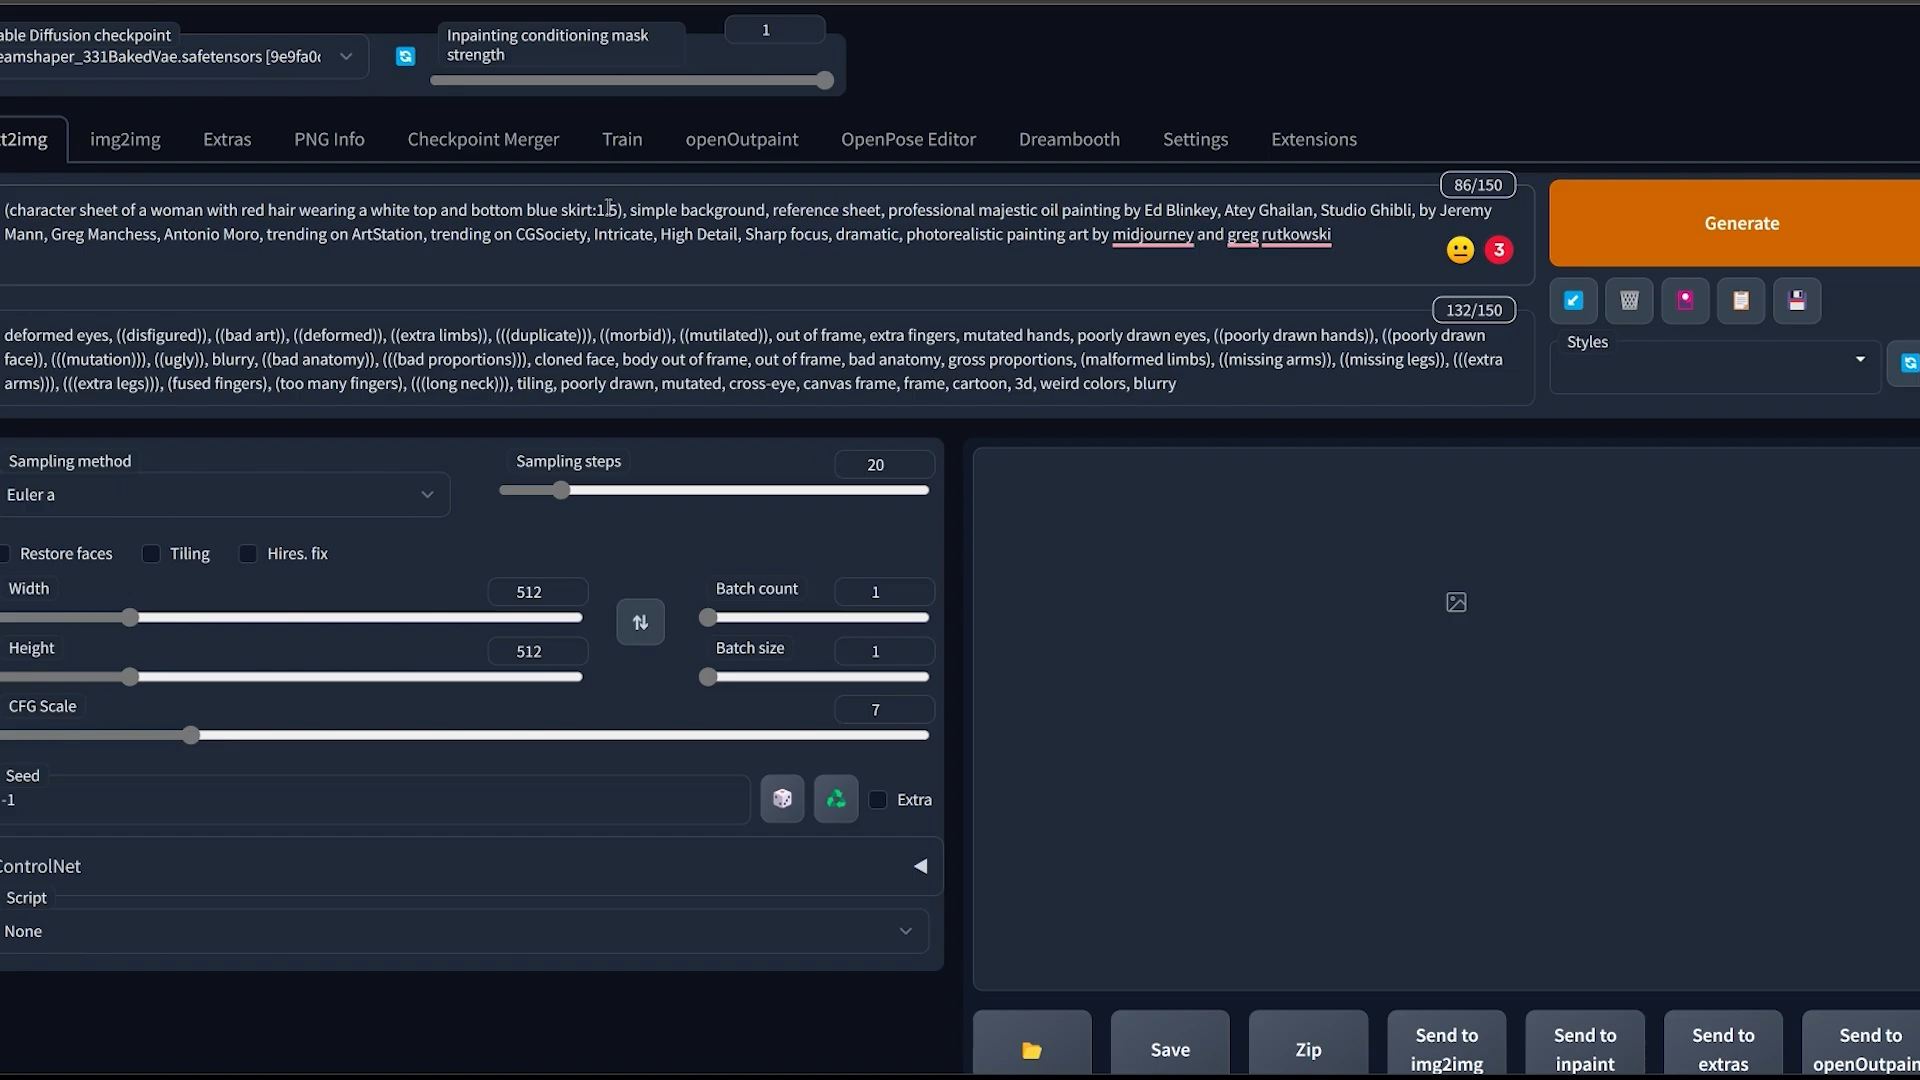 able Diffusion checkpoint
eamshaper_331BakedVae.safetensors [9e9fa0c
Inpainting conditioning mask
strength
1
t2img
img2img
Extras
PNG Info
Checkpoint Merger
Train
openOutpaint
OpenPose Editor
Dreambooth
Settings
Extensions
86/150
(character sheet of a woman with red hair wearing a white top and bottom blue skirt:1.5), simple background, reference sheet, professional majestic oil painting by Ed Blinkey, Atey Ghailan, Studio Ghibli, by Jeremy
Mann, Greg Manchess, Antonio Moro, trending on ArtStation, trending on CGSociety, Intricate, High Detail, Sharp focus, dramatic, photorealistic painting art by midjourney and greg rutkowski
3
Generate
132/150
deformed eyes, ((disfigured)), ((bad art)), ((deformed)), ((extra limbs)), (((duplicate))), ((morbid)), ((mutilated)), out of frame, extra fingers, mutated hands, poorly drawn eyes, ((poorly drawn hands)), ((poorly drawn
face)), (((mutation))), ((ugly)), blurry, ((bad anatomy)), (((bad proportions))), cloned face, body out of frame, out of frame, bad anatomy, gross proportions, (malformed limbs), ((missing arms)), ((missing legs)), (((extra
arms))), (((extra legs))), (fused fingers), (too many fingers), (((long neck))), tiling, poorly drawn, mutated, cross-eye, canvas frame, frame, cartoon, 3d, weird colors, blurry
Styles
Sampling method
Euler a
Sampling steps
20
Restore faces
Tiling
Hires. fix
Width
512
Batch count
1
Height
512
Batch size
1
CFG Scale
7
Seed
-1
Extra
ControlNet
Script
None
Save
Zip
Send to
img2img
Send to
inpaint
Send to
extras
Send to
openOutpain